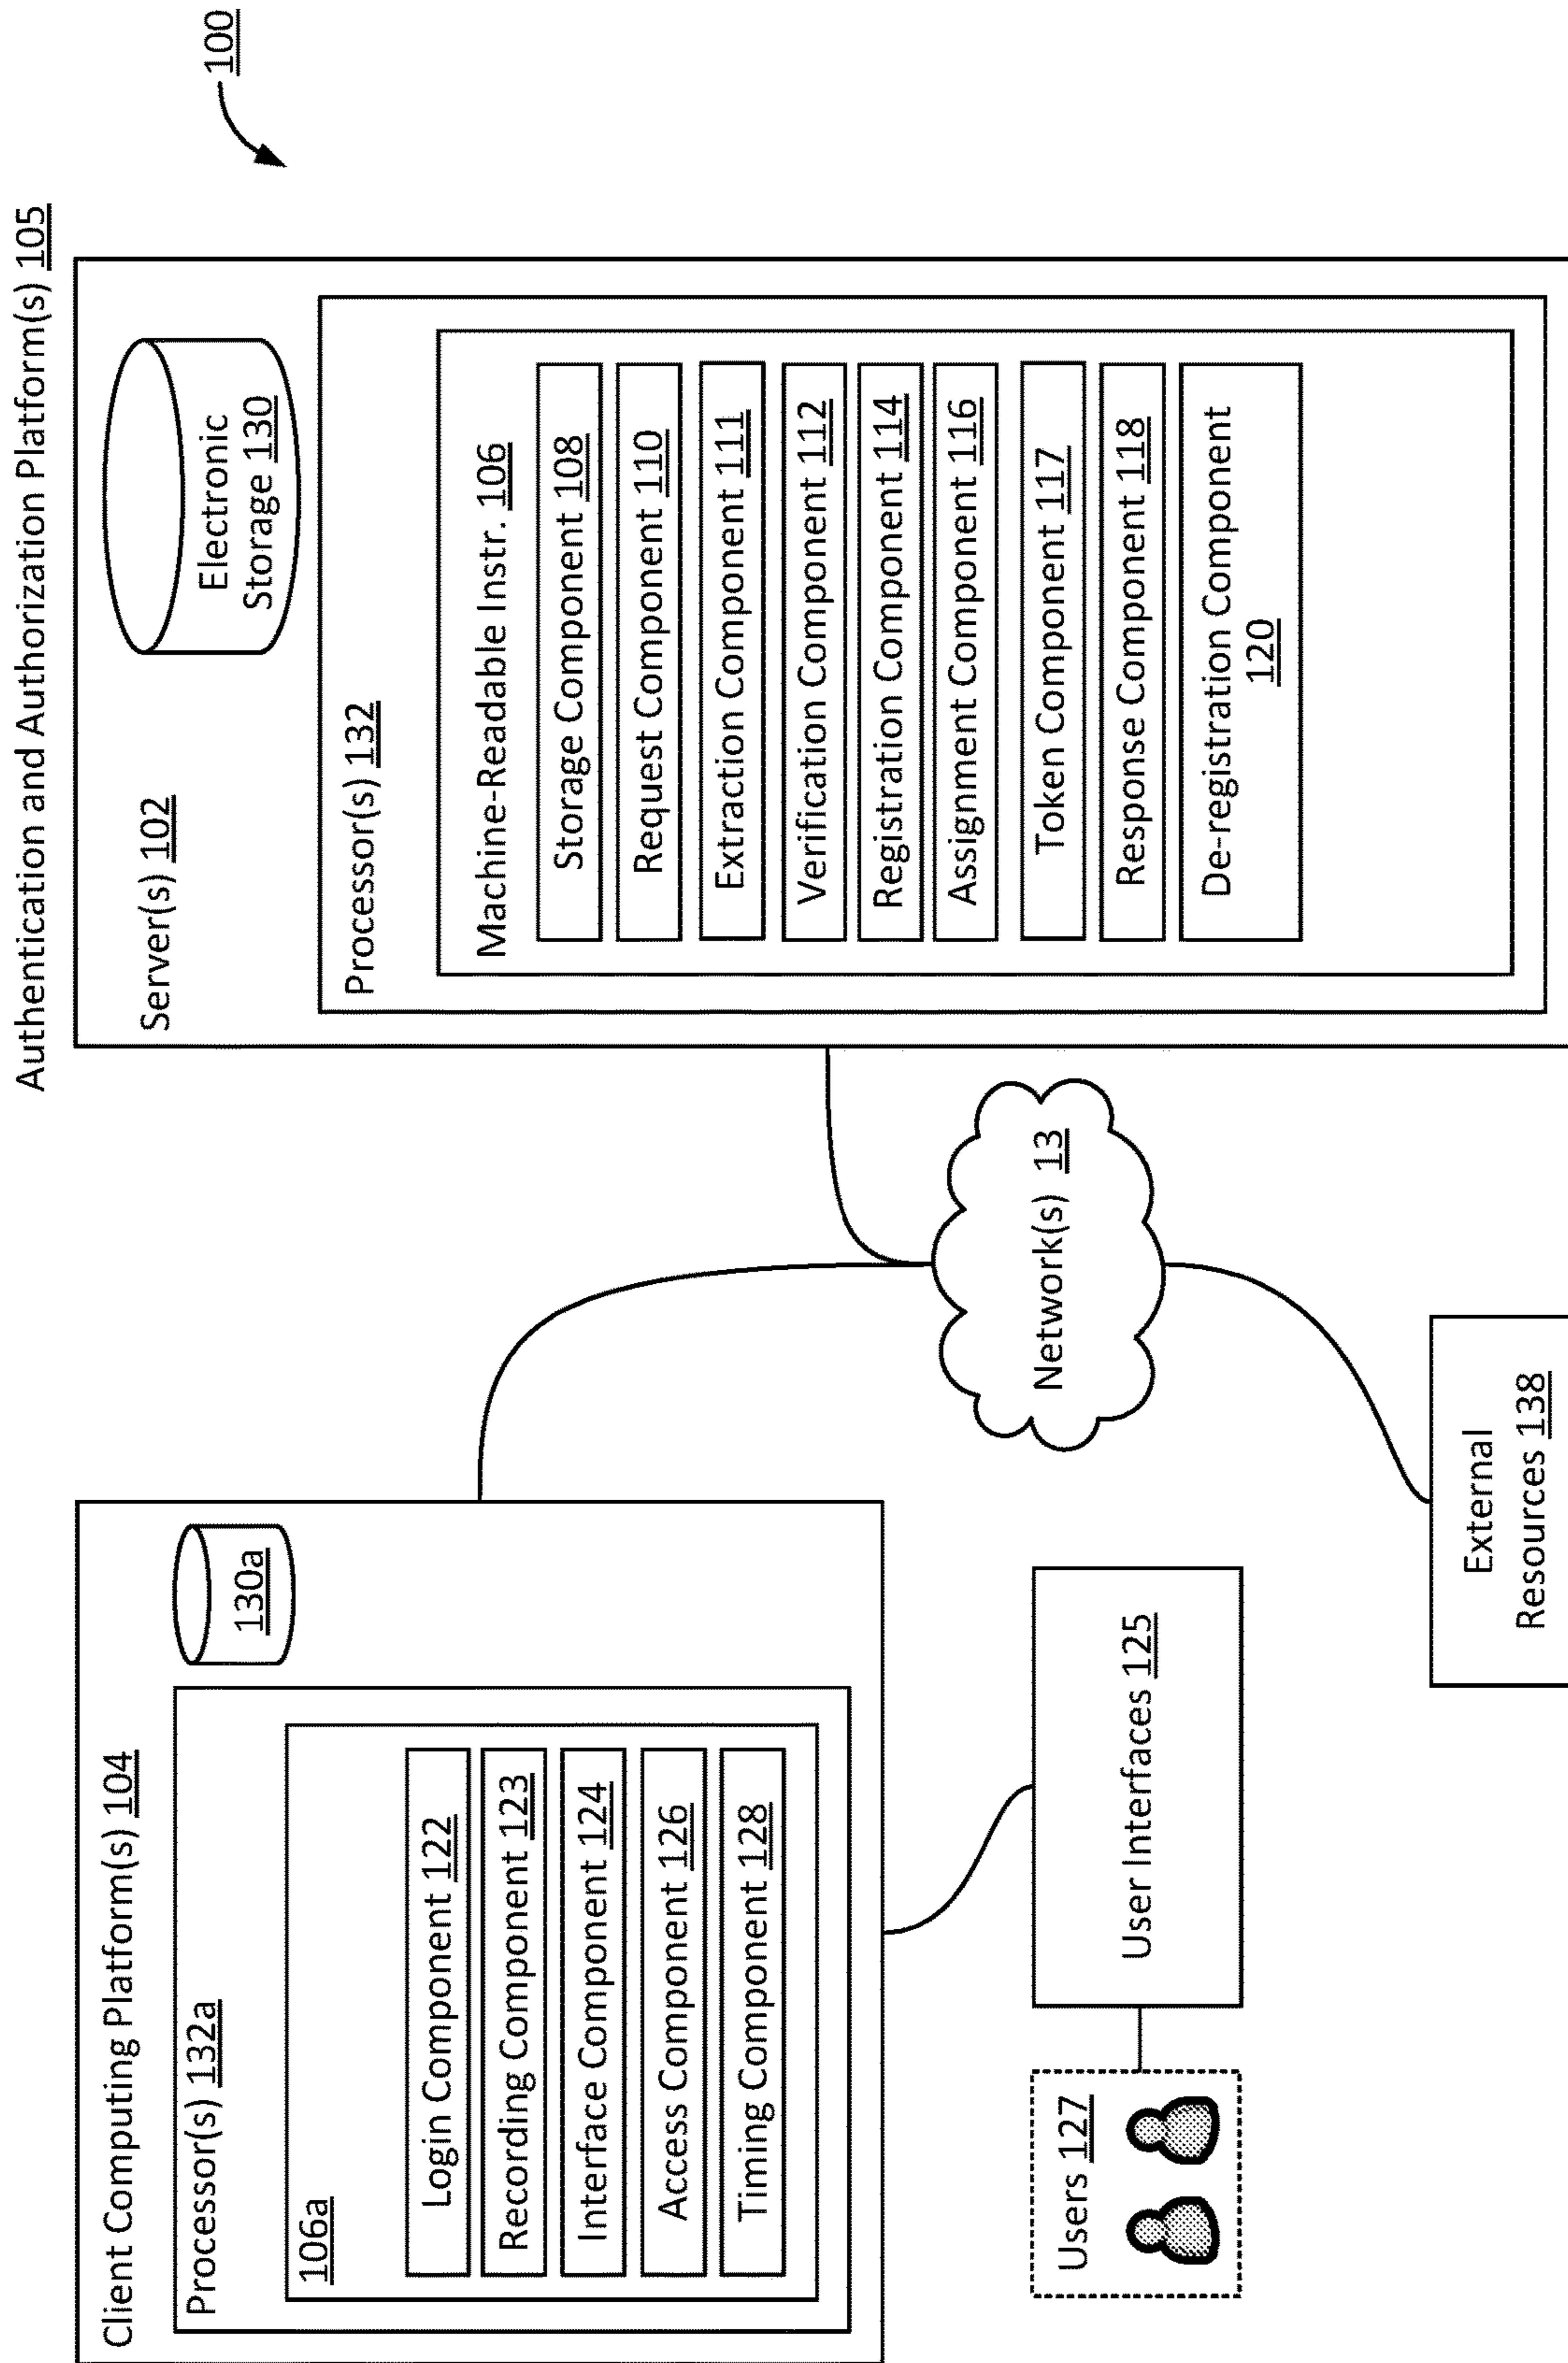 100
Client Computing Platform(s) 104
Processor(s) 132a
130a
106a
Login Component 122
Recording Component 123
Interface Component 124
Access Component 126
Timing Component 128
Users 127
User Interfaces 125
External
Resources 138
Network(s) 13
Authentication and Authorization Platform(s) 105
Server(s) 102
Electronic
Storage 130
Processor(s) 132
Machine-Readable Instr. 106
Storage Component 108
Request Component 110
Extraction Component 111
Verification Component 112
Registration Component 114
Assignment Component 116
Token Component 117
Response Component 118
De-registration Component
120